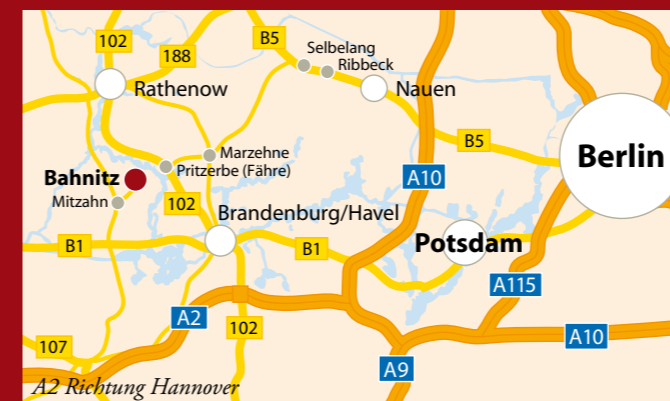 102
188
B5
Selbelang
Ribbeck
Rathenow
Nauen
B5
Berlin
Marzehne
Pritzerbe (Fähre)
A10
Bahnitz
Mitzahn
102
Brandenburg/Havel
B1
B1
Potsdam
A115
A2
102
A10
107
A9
A2 Richtung Hannover